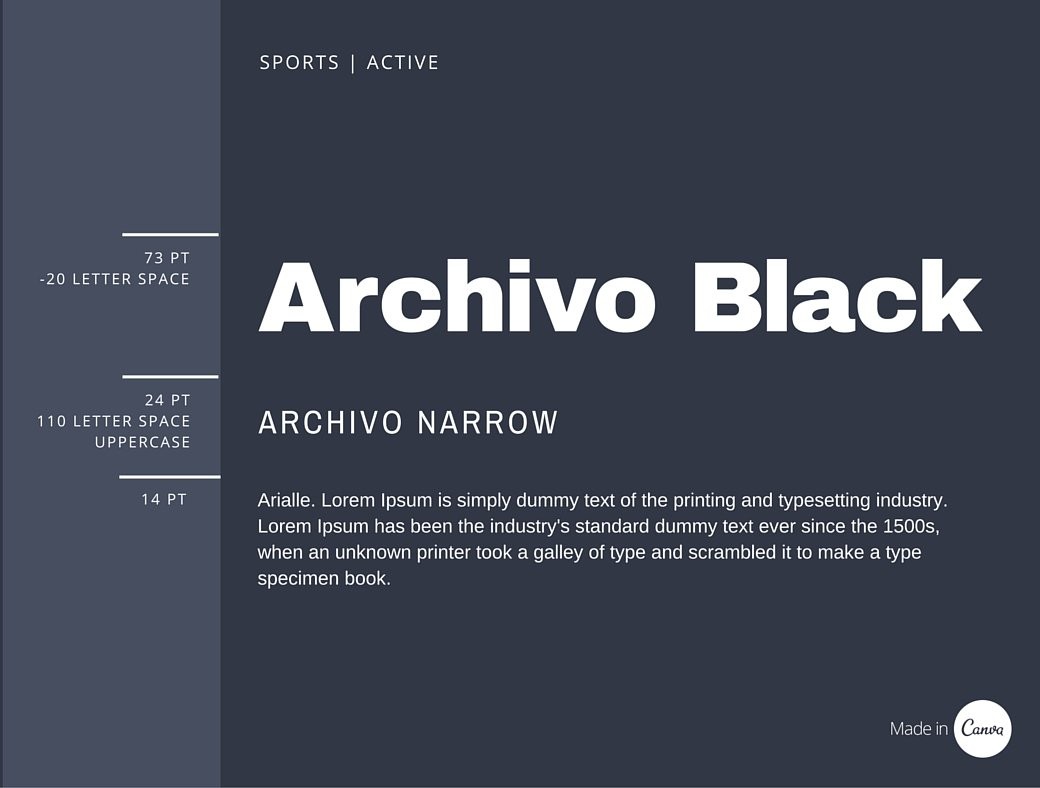 SPORTS | ACTIVE
73 PT
-20 LETTER SPACE
Archivo Black
24 PT
110 LETTER SPACE
UPPERCASE
ARCHIVO NARROW
14 PT
Arialle. Lorem Ipsum is simply dummy text of the printing and typesetting industry.
Lorem Ipsum has been the industry's standard dummy text ever since the 1500s,
when an unknown printer took a galley of type and scrambled it to make a type
specimen book.
Made in Canva